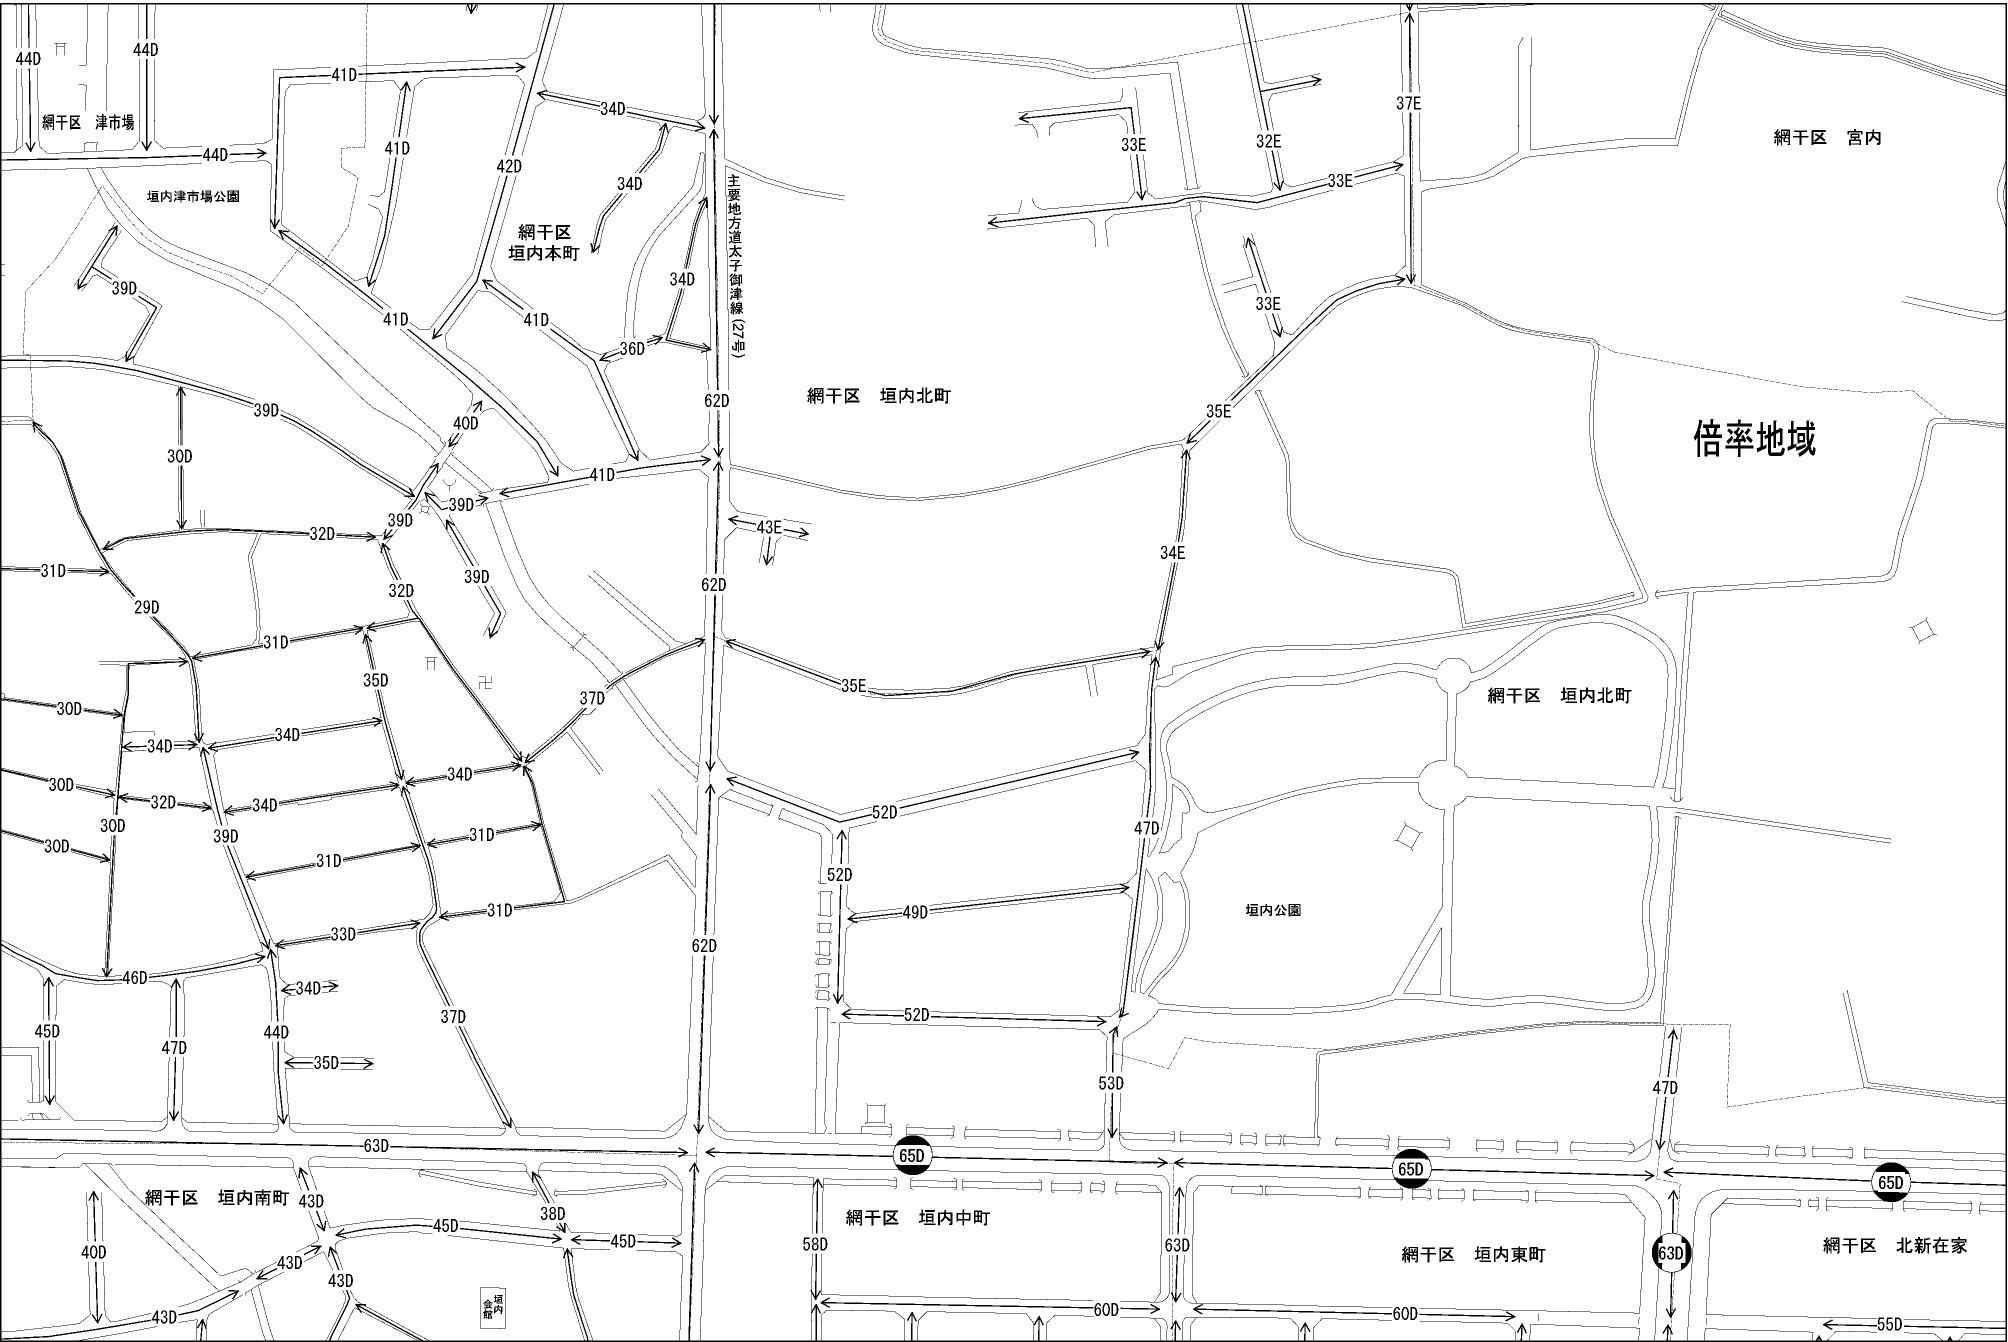 44D
44D
41D
34D
37E
網干区　津市場
44D
41D
42D
33E
32E
網干区　宮内
34D
33E
垣内津市場公園
主要地方道太子御津線(27号)
網干区
垣内本町
39D
34D
33E
41D
41D
36D
網干区　垣内北町
62D
35E
39D
40D
倍率地域
30D
41D
39D
39D
32D
43E
34E
31D
39D
32D
62D
29D
31D
35D
35E
37D
網干区　垣内北町
30D
34D
34D
34D
30D
32D
34D
52D
30D
39D
31D
47D
30D
31D
52D
31D
49D
垣内公園
33D
62D
46D
34D
52D
45D
44D
37D
47D
35D
53D
47D
63D
65D
65D
65D
網干区　垣内南町
43D
38D
網干区　垣内中町
45D
45D
58D
63D
網干区　垣内東町
63D
網干区　北新在家
40D
43D
43D
垣内
会館
43D
60D
60D
55D